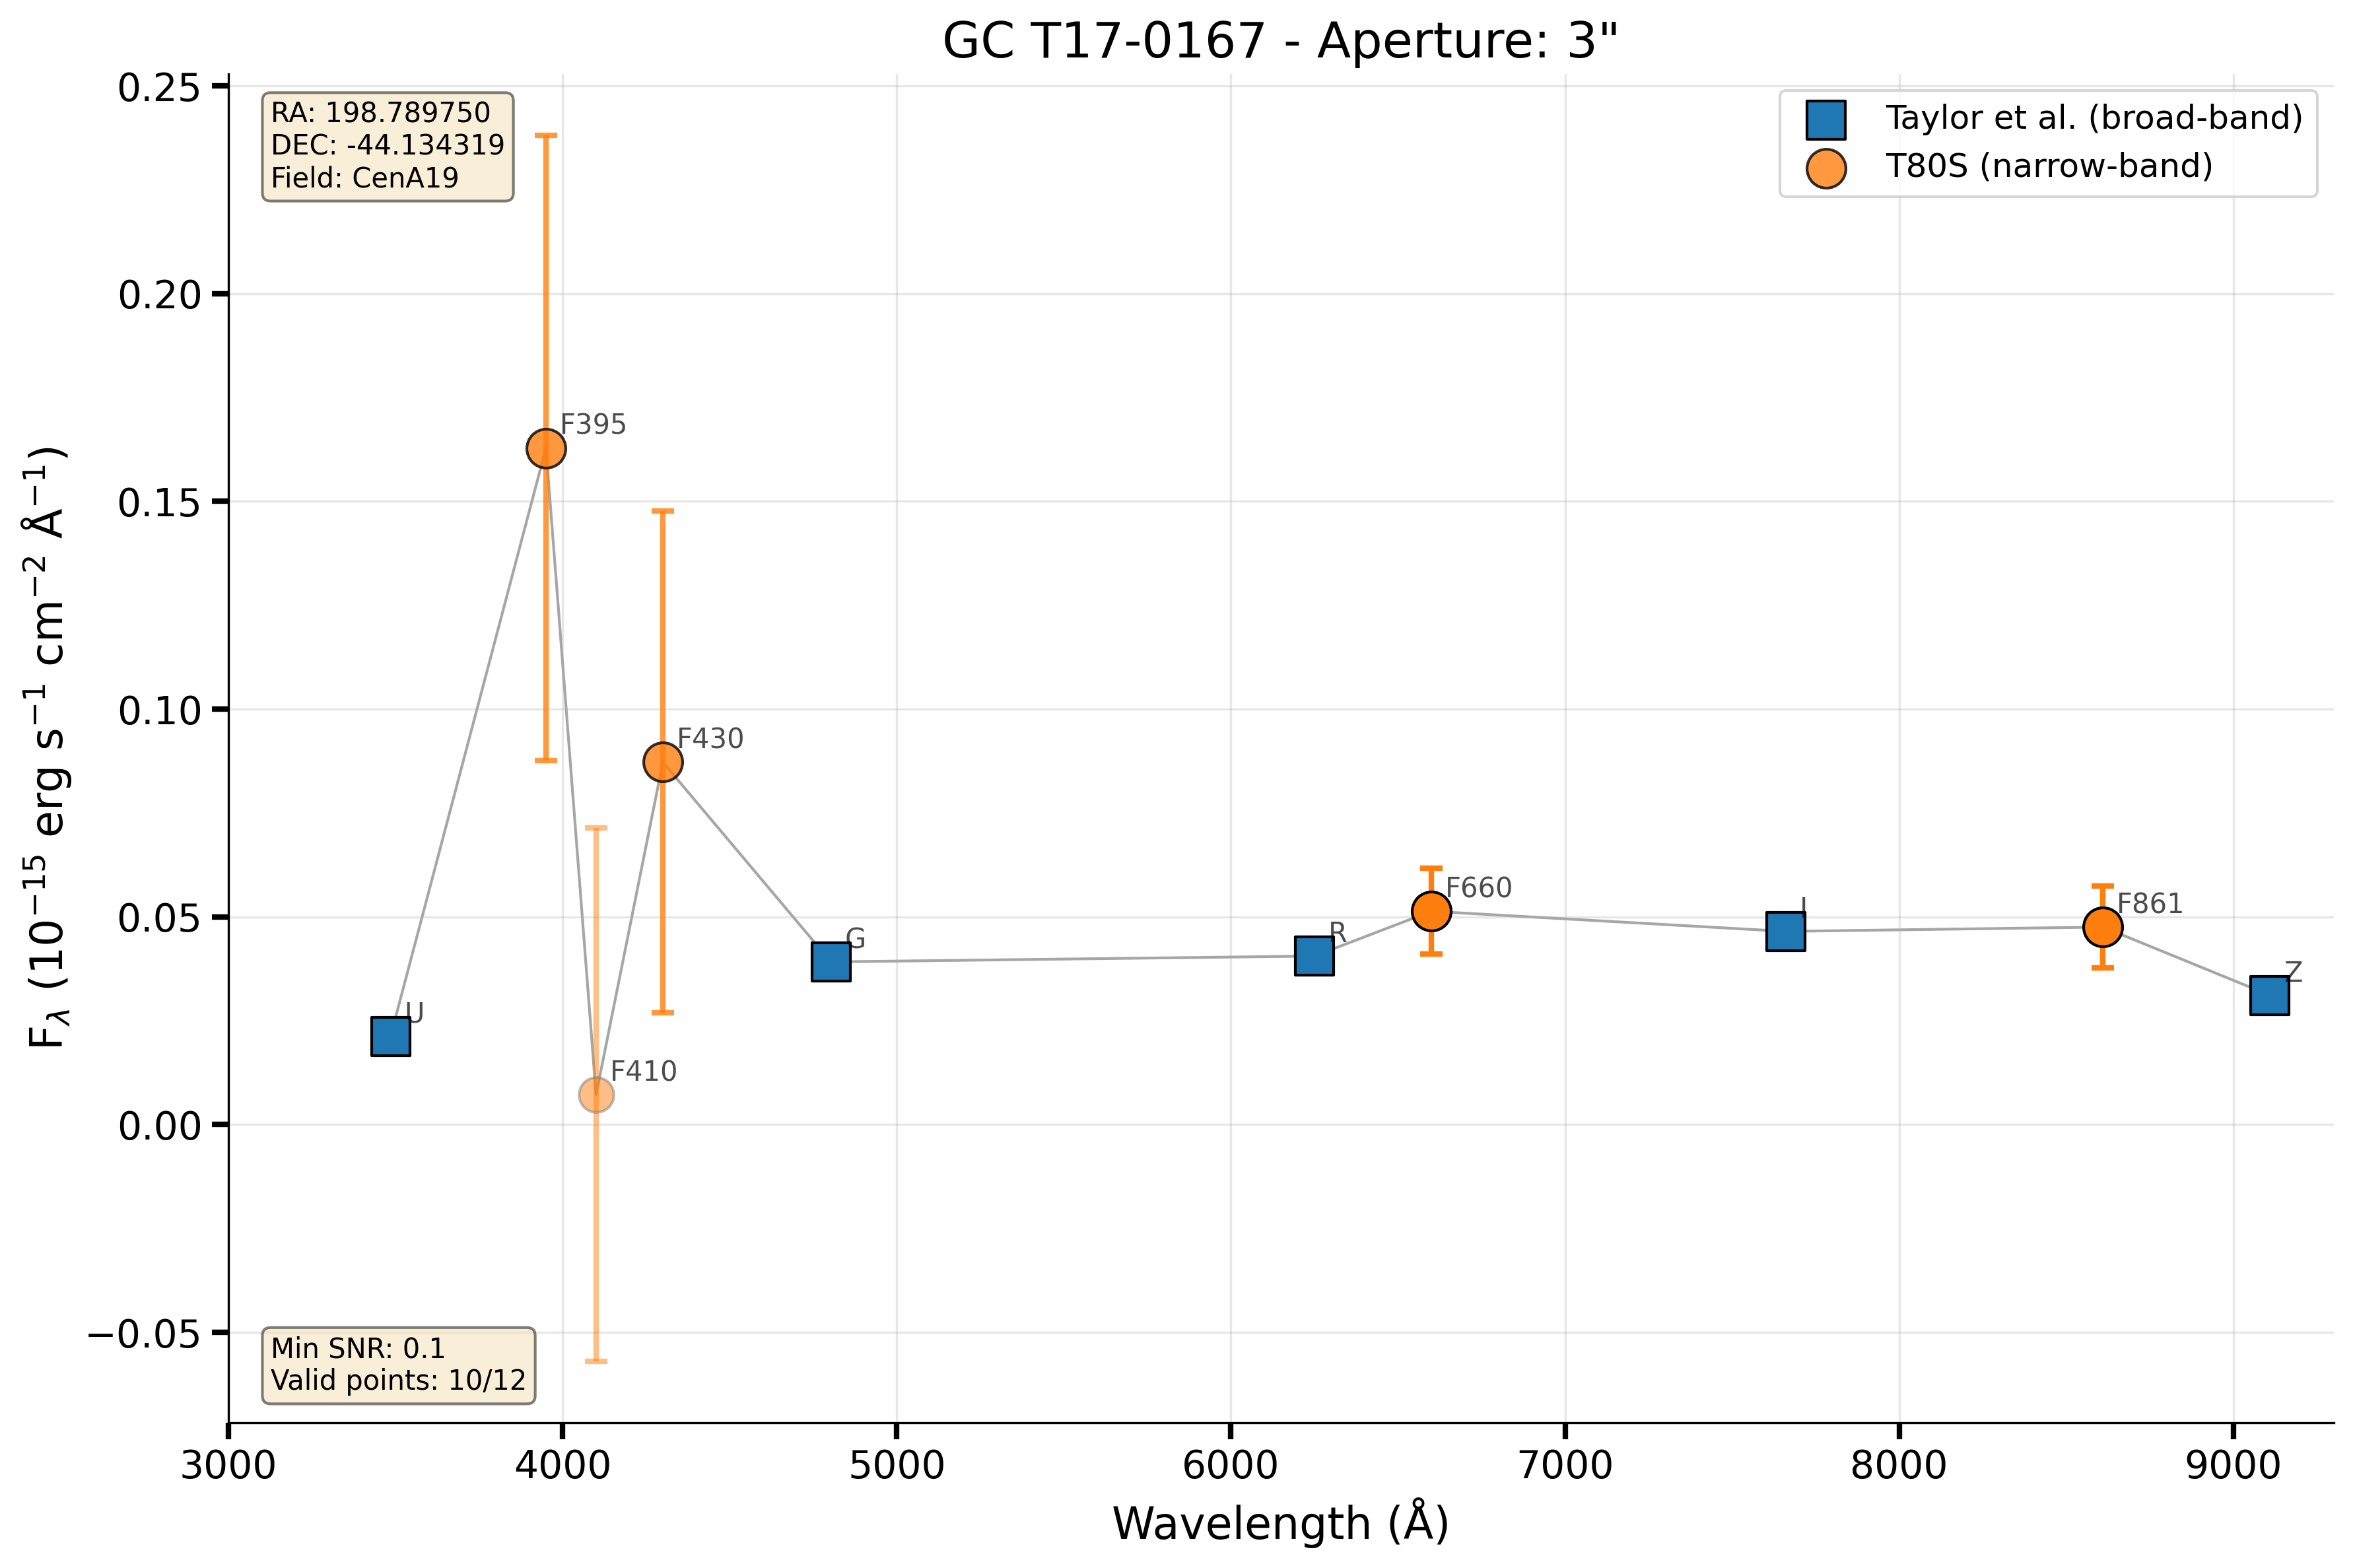 GC T17-0167 - Aperture: 3"
RA: 198.789750
DEC: -44.134319
Field: CenA19
Taylor et al. (broad-band)
T80S (narrow-band)
0.25
0.20
0.15
0.10
0.05
0.00
−0.05
F_λ (10⁻¹⁵ erg s⁻¹ cm⁻² Å⁻¹)
U
F395
F410
F430
G
R
F660
I
F861
Z
Min SNR: 0.1
Valid points: 10/12
3000 4000 5000 6000 7000 8000 9000
Wavelength (Å)